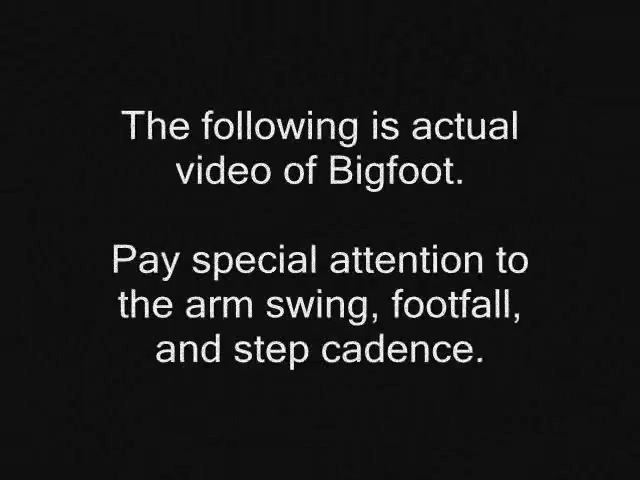 The following is actual
video of Bigfoot.
Pay special attention to
the arm swing, footfall,
and step cadence.